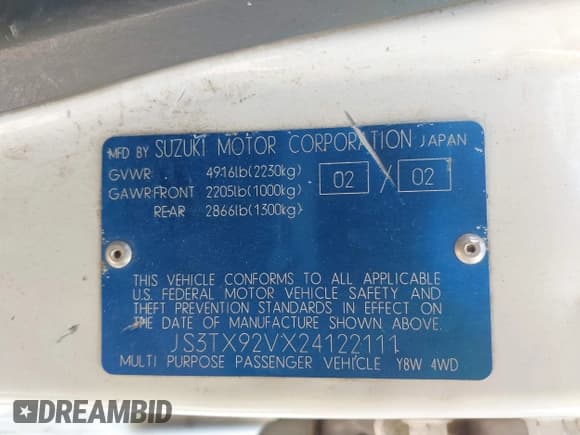 MFD BY SUZUKI MOTOR CORPORATION JAPAN
GVWR 4916lb(2230kg) 02 / 02
GAWR:FRONT 2205lb(1000kg)
REAR 2866lb(1300kg)
THIS VEHICLE CONFORMS TO ALL APPLICABLE
U.S. FEDERAL MOTOR VEHICLE SAFETY AND
THEFT PREVENTION STANDARDS IN EFFECT ON
THE DATE OF MANUFACTURE SHOWN ABOVE.
JS3TX92VX24122111
MULTI PURPOSE PASSENGER VEHICLE Y8W 4WD
DREAMBID